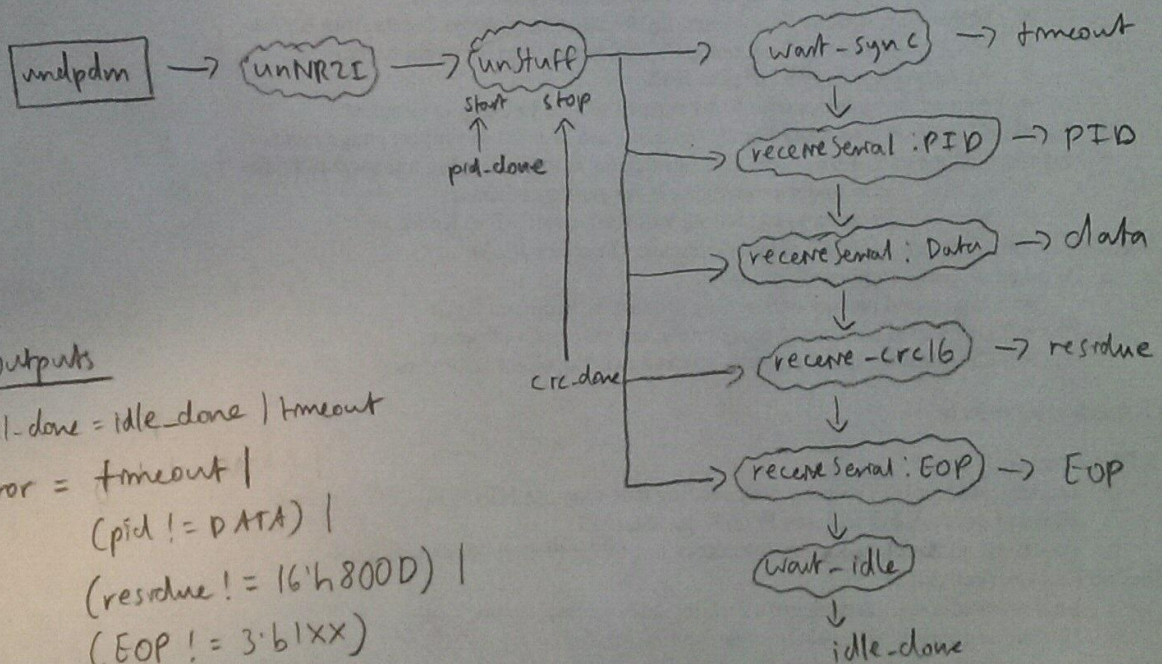 undpdm → unNRZI → unstuff → wait-sync → timeout
start stop
pid-done
receiveSerial : PID → PID
receiveSerial : Data → data
crc-done receive-crc16 → residue
receiveSerial : EOP → EOP
wait-idle
idle-done
utputs
l-done = idle_done | timeout
ror = timeout |
(pid != DATA) |
(residue != 16'h800D) |
(EOP != 3'b1XX)